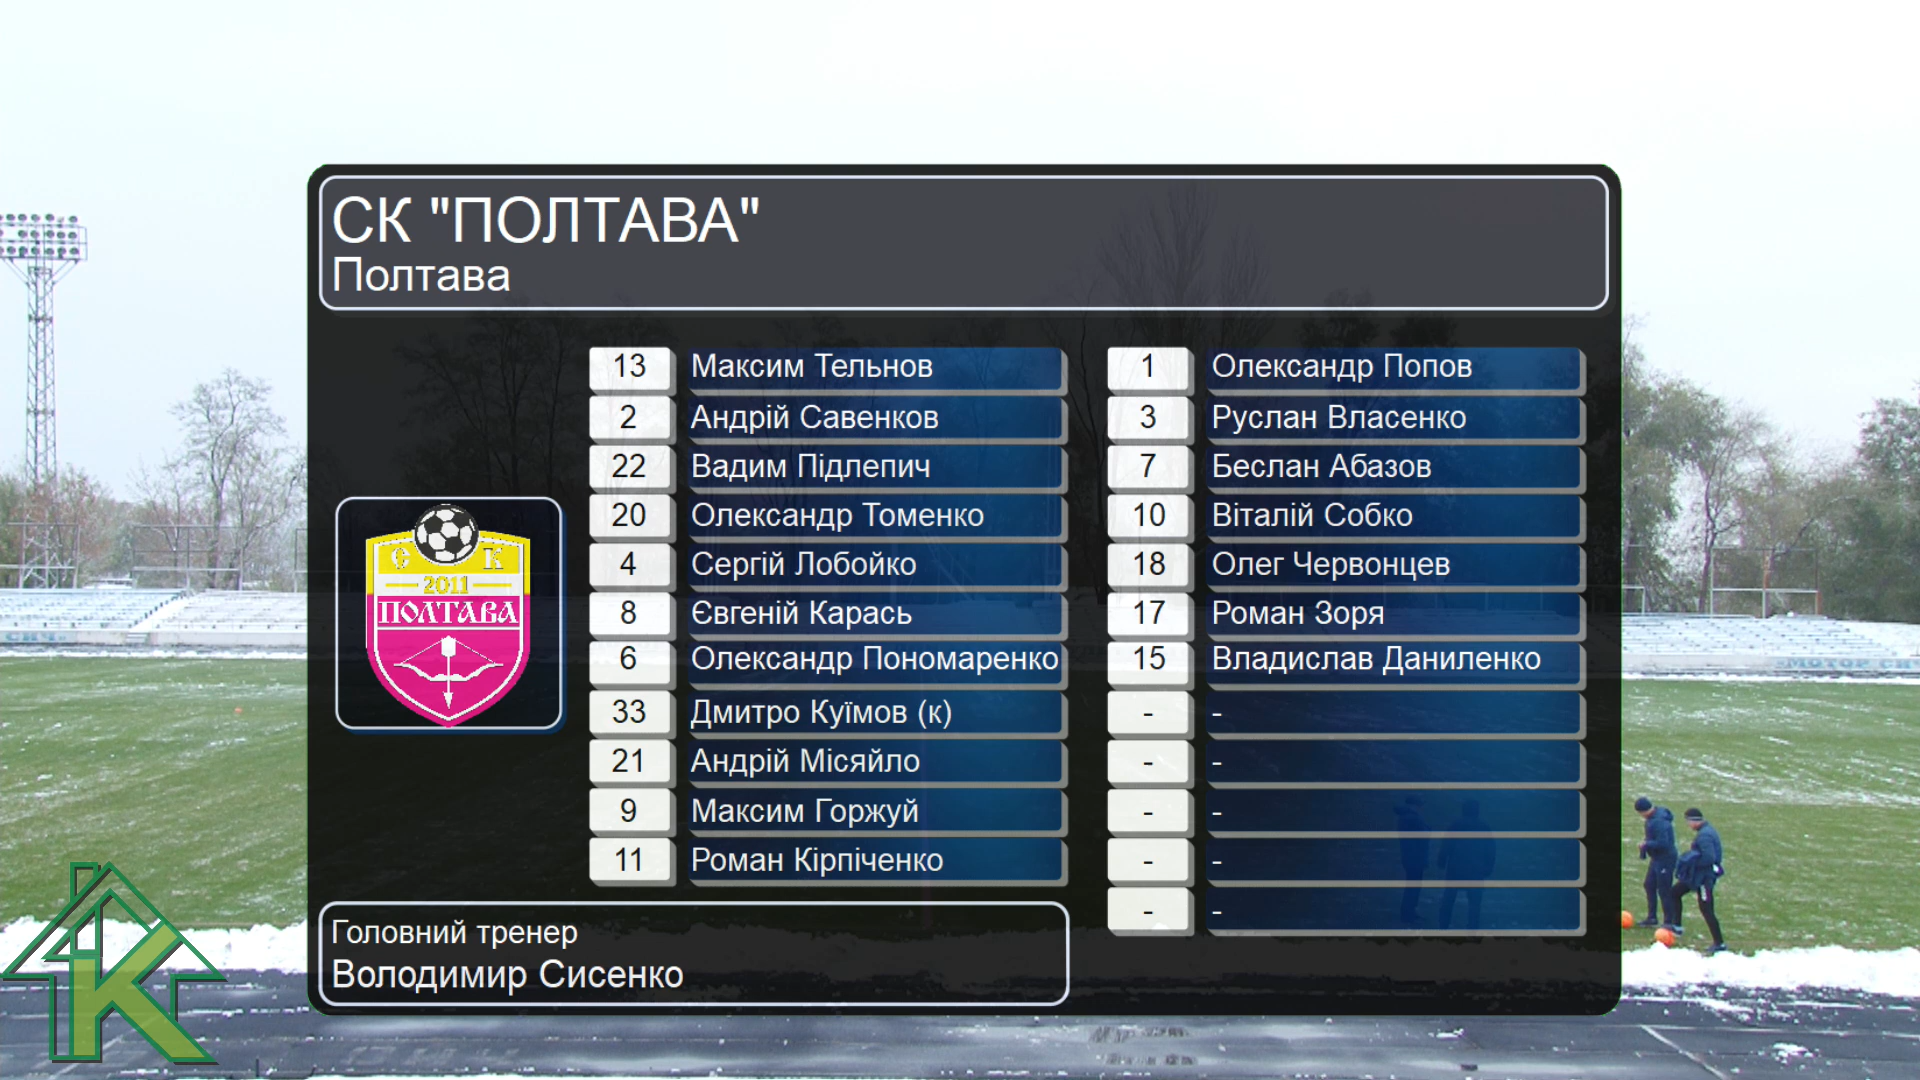 СК "ПОЛТАВА"
Полтава
13 Максим Тельнов
2 Андрій Савенков
22 Вадим Підлепич
20 Олександр Томенко
4 Сергій Лобойко
8 Євгеній Карась
6 Олександр Пономаренко
33 Дмитро Куїмов (к)
21 Андрій Місяйло
9 Максим Горжуй
11 Роман Кірпіченко
1 Олександр Попов
3 Руслан Власенко
7 Беслан Абазов
10 Віталій Собко
18 Олег Червонцев
17 Роман Зоря
15 Владислав Даниленко
- -
- -
- -
- -
- -
С К
2011
ПОЛТАВА
Головний тренер
Володимир Сисенко
К